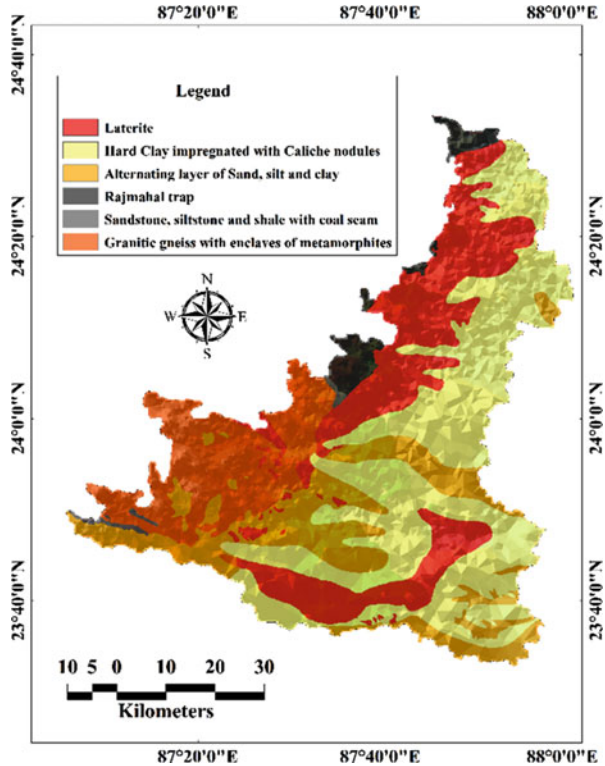 87°20'0"E 87°40'0"E 88°0'0"E
24°40'0"N 24°40'0"N
Legend
Laterite
Hard Clay impregnated with Caliche nodules
Alternating layer of Sand, silt and clay
Rajmahal trap
Sandstone, siltstone and shale with coal seam
Granitic gneiss with enclaves of metamorphites
24°20'0"N 24°20'0"N
N
W E
S
24°0'0"N 24°0'0"N
23°40'0"N 23°40'0"N
10 5 0 10 20 30
Kilometers
87°20'0"E 87°40'0"E 88°0'0"E